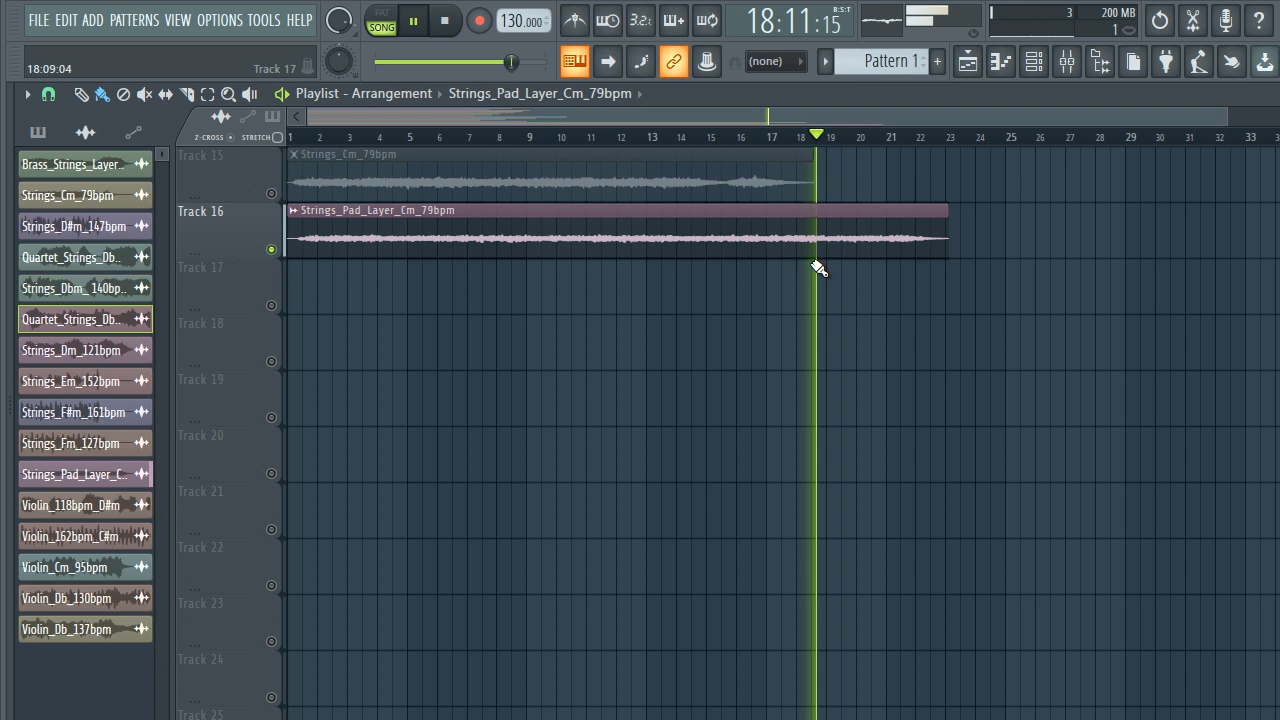 FILE EDIT ADD PATTERNS VIEW OPTIONS TOOLS HELP
PAT
SONG
130.000
3.2
18:11:15
B:S:T
3
200 MB
1
18:09:04
Track 17
(none)
Pattern 1
+
Playlist - Arrangement › Strings_Pad_Layer_Cm_79bpm ›
Z-CROSS STRETCH
1 2 3 4 5 6 7 8 9 10 11 12 13 14 15 16 17 18 19 20 21 22 23 24 25 26 27 28 29 30 31 32 33
Brass_Strings_Layer..
Strings_Cm_79bpm
Strings_D#m_147bpm
Quartet_Strings_Db..
Strings_Dbm_ 140bp..
Quartet_Strings_Db..
Strings_Dm_121bpm
Strings_Em_152bpm
Strings_F#m_161bpm
Strings_Fm_127bpm
Strings_Pad_Layer_C..
Violin_118bpm_D#m
Violin_162bpm_C#m
Violin_Cm_95bpm
Violin_Db_130bpm
Violin_Db_137bpm
Track 15
Strings_Cm_79bpm
Track 16
Strings_Pad_Layer_Cm_79bpm
Track 17
Track 18
Track 19
Track 20
Track 21
Track 22
Track 23
Track 24
Track 25